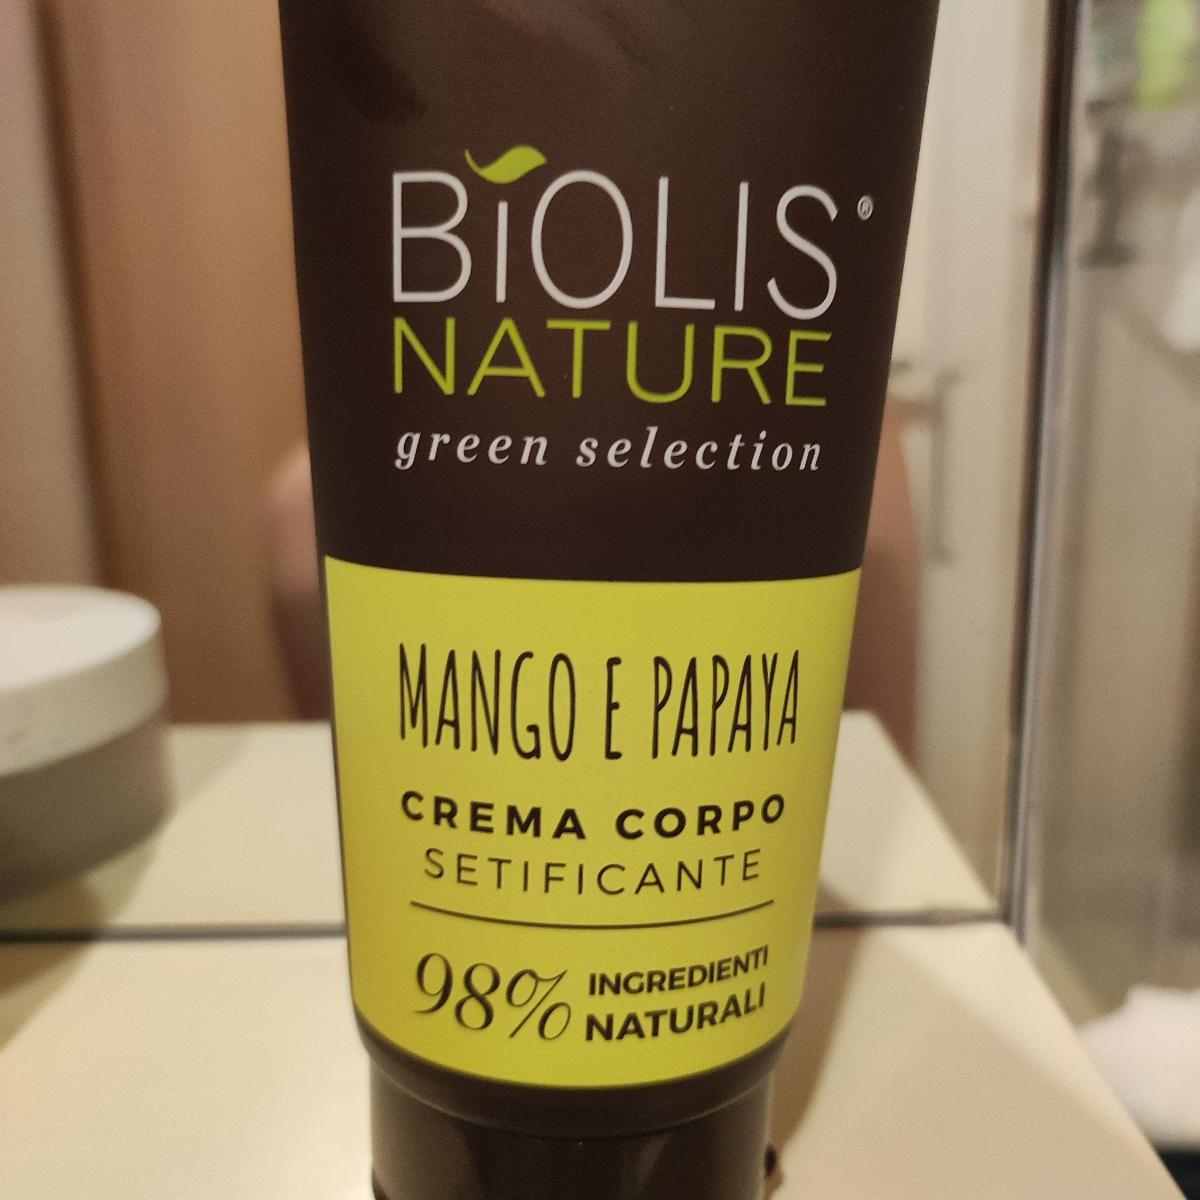 BiOLIS®
NATURE
green selection
MANGO E PAPAYA
CREMA CORPO
SETIFICANTE
98% INGREDIENTI
NATURALI